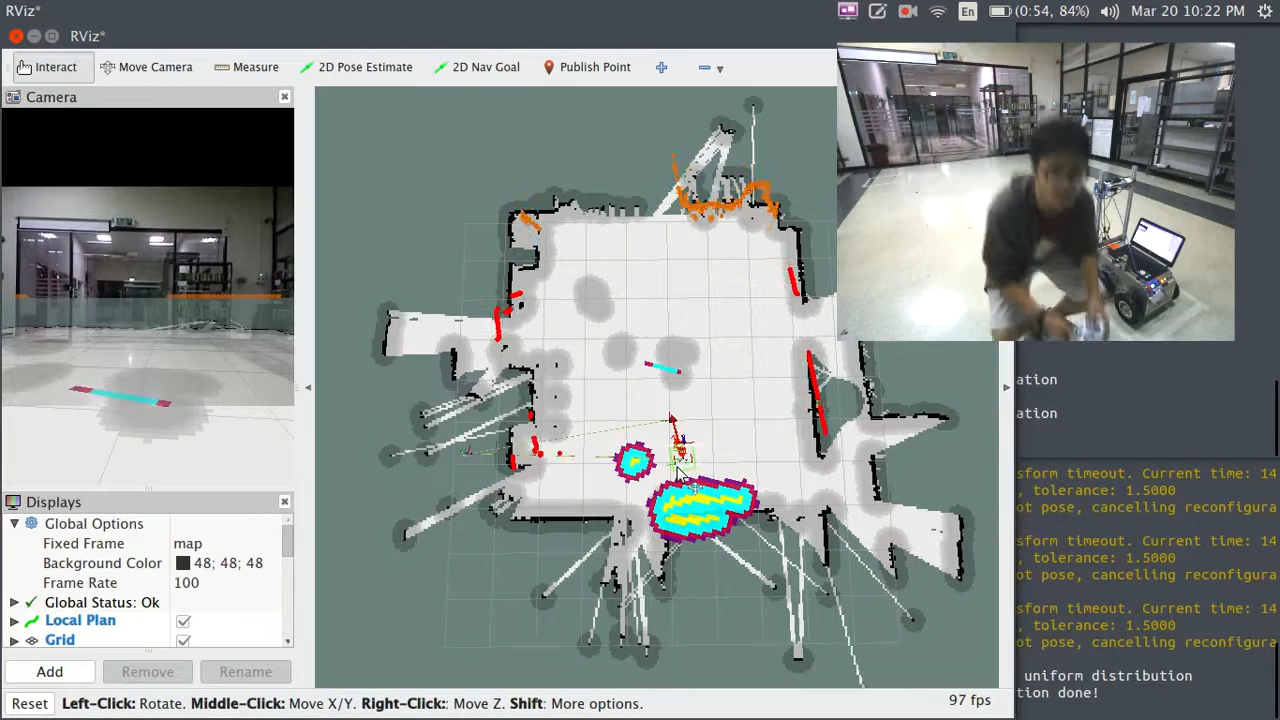 RViz*
En
(0:54, 84%)
Mar 20 10:22 PM
RViz*
Interact
Move Camera
Measure
2D Pose Estimate
2D Nav Goal
Publish Point
Camera
Displays
Global Options
Fixed Frame map
Background Color 48; 48; 48
Frame Rate 100
Global Status: Ok
Local Plan
Grid
Add
Remove
Rename
Reset
Left-Click: Rotate. Middle-Click: Move X/Y. Right-Click: Move Z. Shift: More options.
97 fps
ation
ation
sform timeout. Current time: 14
, tolerance: 1.5000
ot pose, cancelling reconfigura
sform timeout. Current time: 14
, tolerance: 1.5000
ot pose, cancelling reconfigura
sform timeout. Current time: 14
, tolerance: 1.5000
ot pose, cancelling reconfigura
uniform distribution
tion done!